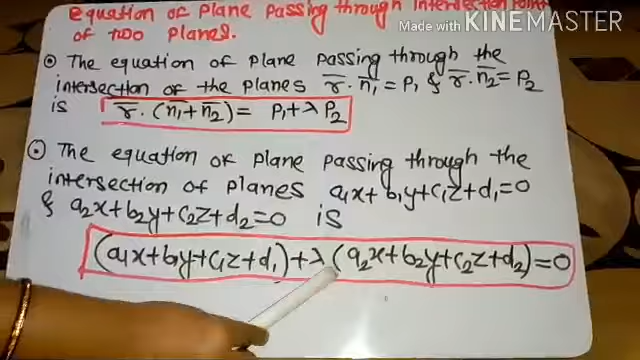 equation of plane passing through intersection point
of two planes.
Made with KINEMASTER
⊙ The equation of plane passing through the
intersection of the planes r̅. n̅₁ = P₁ & r̅. n̅₂ = P₂
is r̅. (n̅₁+n̅₂) = P₁+λP₂
⊙ The equation of plane passing through the
intersection of planes a₁x+b₁y+c₁z+d₁=0
& a₂x+b₂y+c₂z+d₂=0 is
(a₁x+b₁y+c₁z+d₁)+λ(a₂x+b₂y+c₂z+d₂)=0